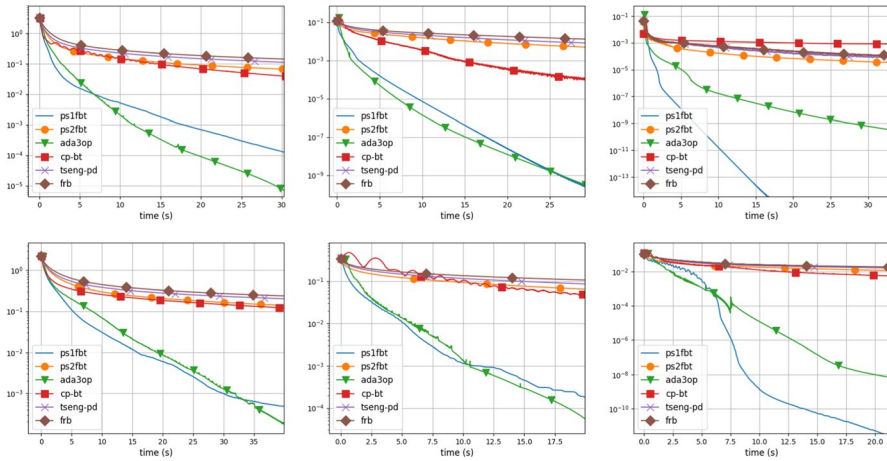 10⁰
10⁻¹
10⁻²
10⁻³
10⁻⁴
10⁻⁵
ps1fbt
ps2fbt
ada3op
cp-bt
tseng-pd
frb
0 5 10 15 20 25 30
time (s)
10⁻¹
10⁻³
10⁻⁵
10⁻⁷
10⁻⁹
ps1fbt
ps2fbt
ada3op
cp-bt
tseng-pd
frb
0 5 10 15 20 25
time (s)
10⁻¹
10⁻³
10⁻⁵
10⁻⁷
10⁻⁹
10⁻¹¹
10⁻¹³
ps1fbt
ps2fbt
ada3op
cp-bt
tseng-pd
frb
0 5 10 15 20 25 30
time (s)
10⁰
10⁻¹
10⁻²
10⁻³
ps1fbt
ps2fbt
ada3op
cp-bt
tseng-pd
frb
0 5 10 15 20 25 30 35
time (s)
10⁻¹
10⁻²
10⁻³
10⁻⁴
ps1fbt
ps2fbt
ada3op
cp-bt
tseng-pd
frb
0.0 2.5 5.0 7.5 10.0 12.5 15.0 17.5
time (s)
10⁻²
10⁻⁴
10⁻⁶
10⁻⁸
10⁻¹⁰
ps1fbt
ps2fbt
ada3op
cp-bt
tseng-pd
frb
0.0 2.5 5.0 7.5 10.0 12.5 15.0 17.5 20.0
time (s)